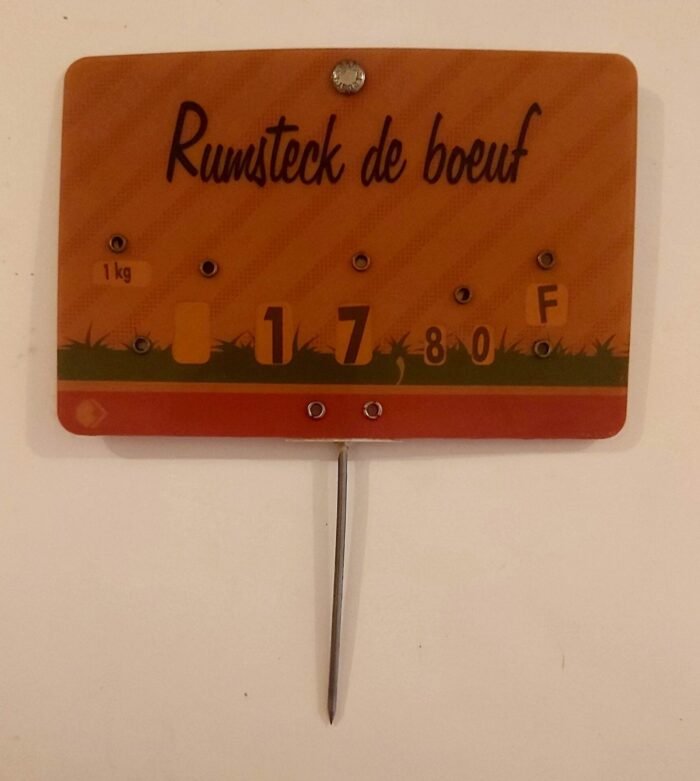 Rumsteck de boeuf
1 kg
17,80 F